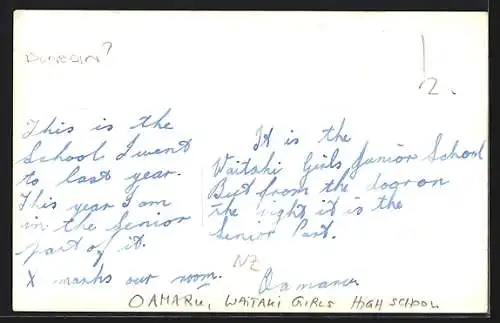 Dunedin?
1
2.
This is the
School I went
to last year.
This year I am
in the Senior
part of it.
X marks our room.
It is the
Waitaki Girls Junior School
But from the door on
the right it is the
Senior Part.
NZ
Oamaru
OAMARU, WAITAKI GIRLS HIGH SCHOOL